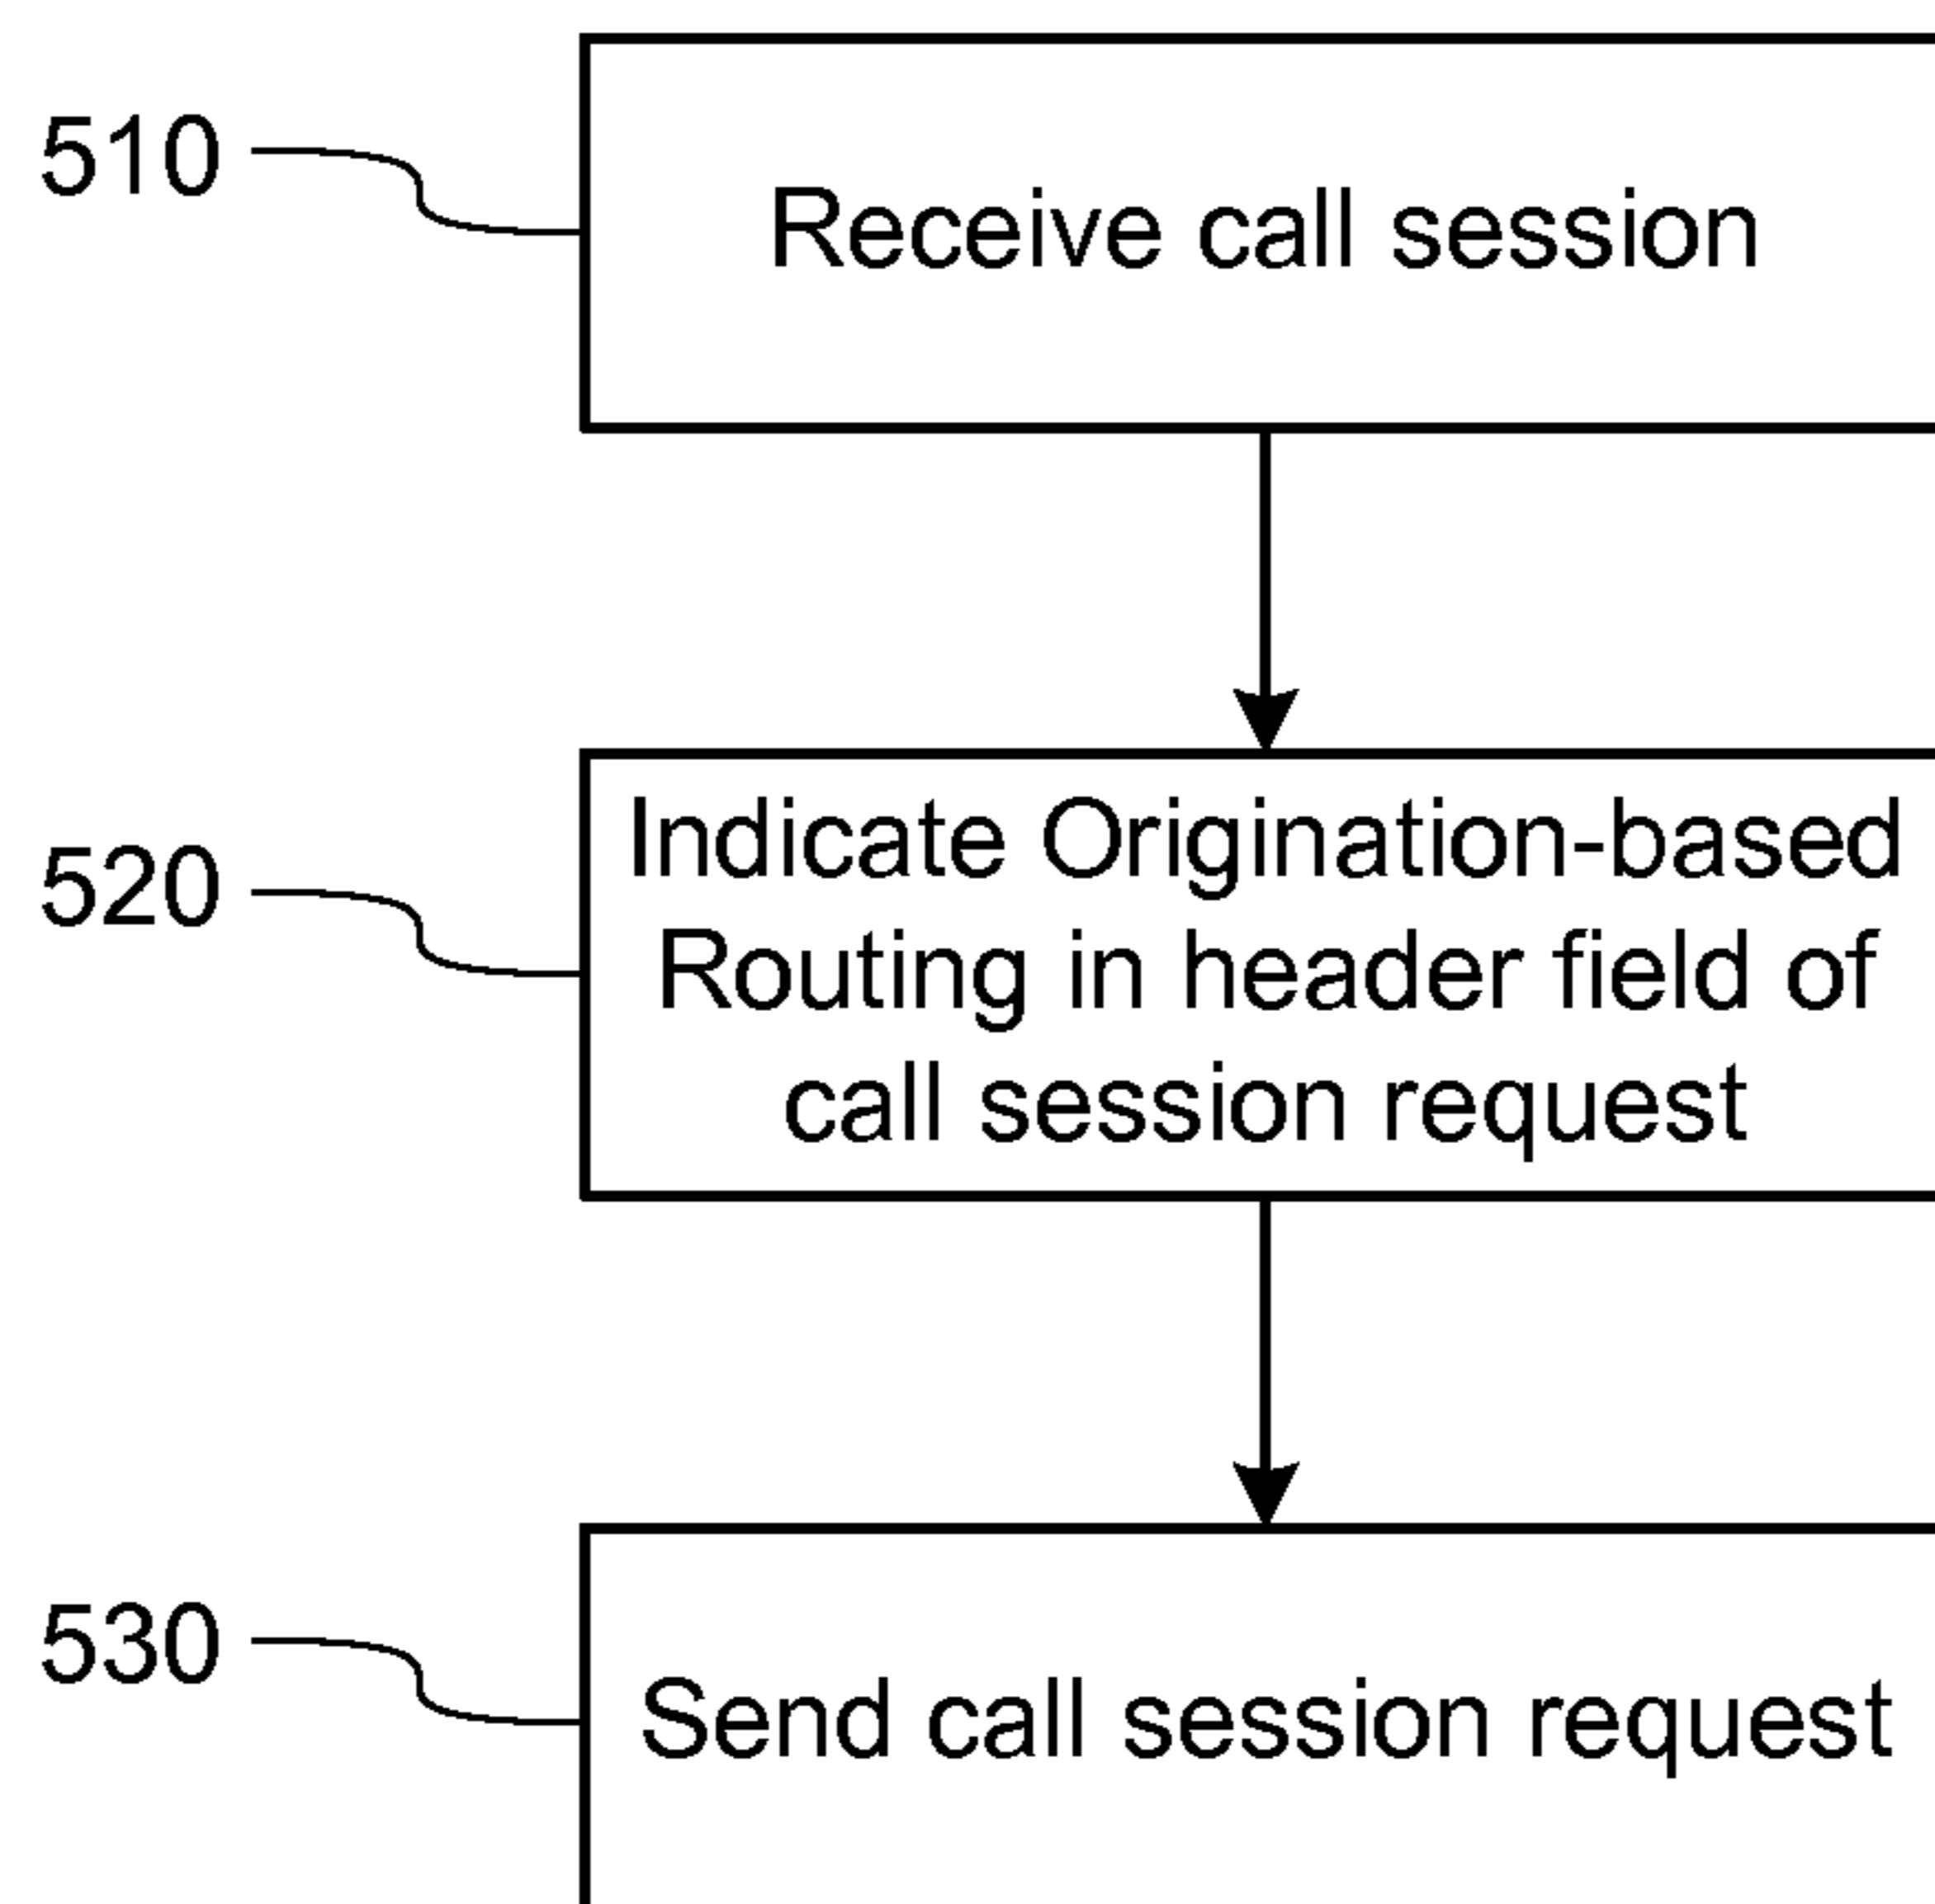 510
Receive call session
520
Indicate Origination-based
Routing in header field of
call session request
530
Send call session request